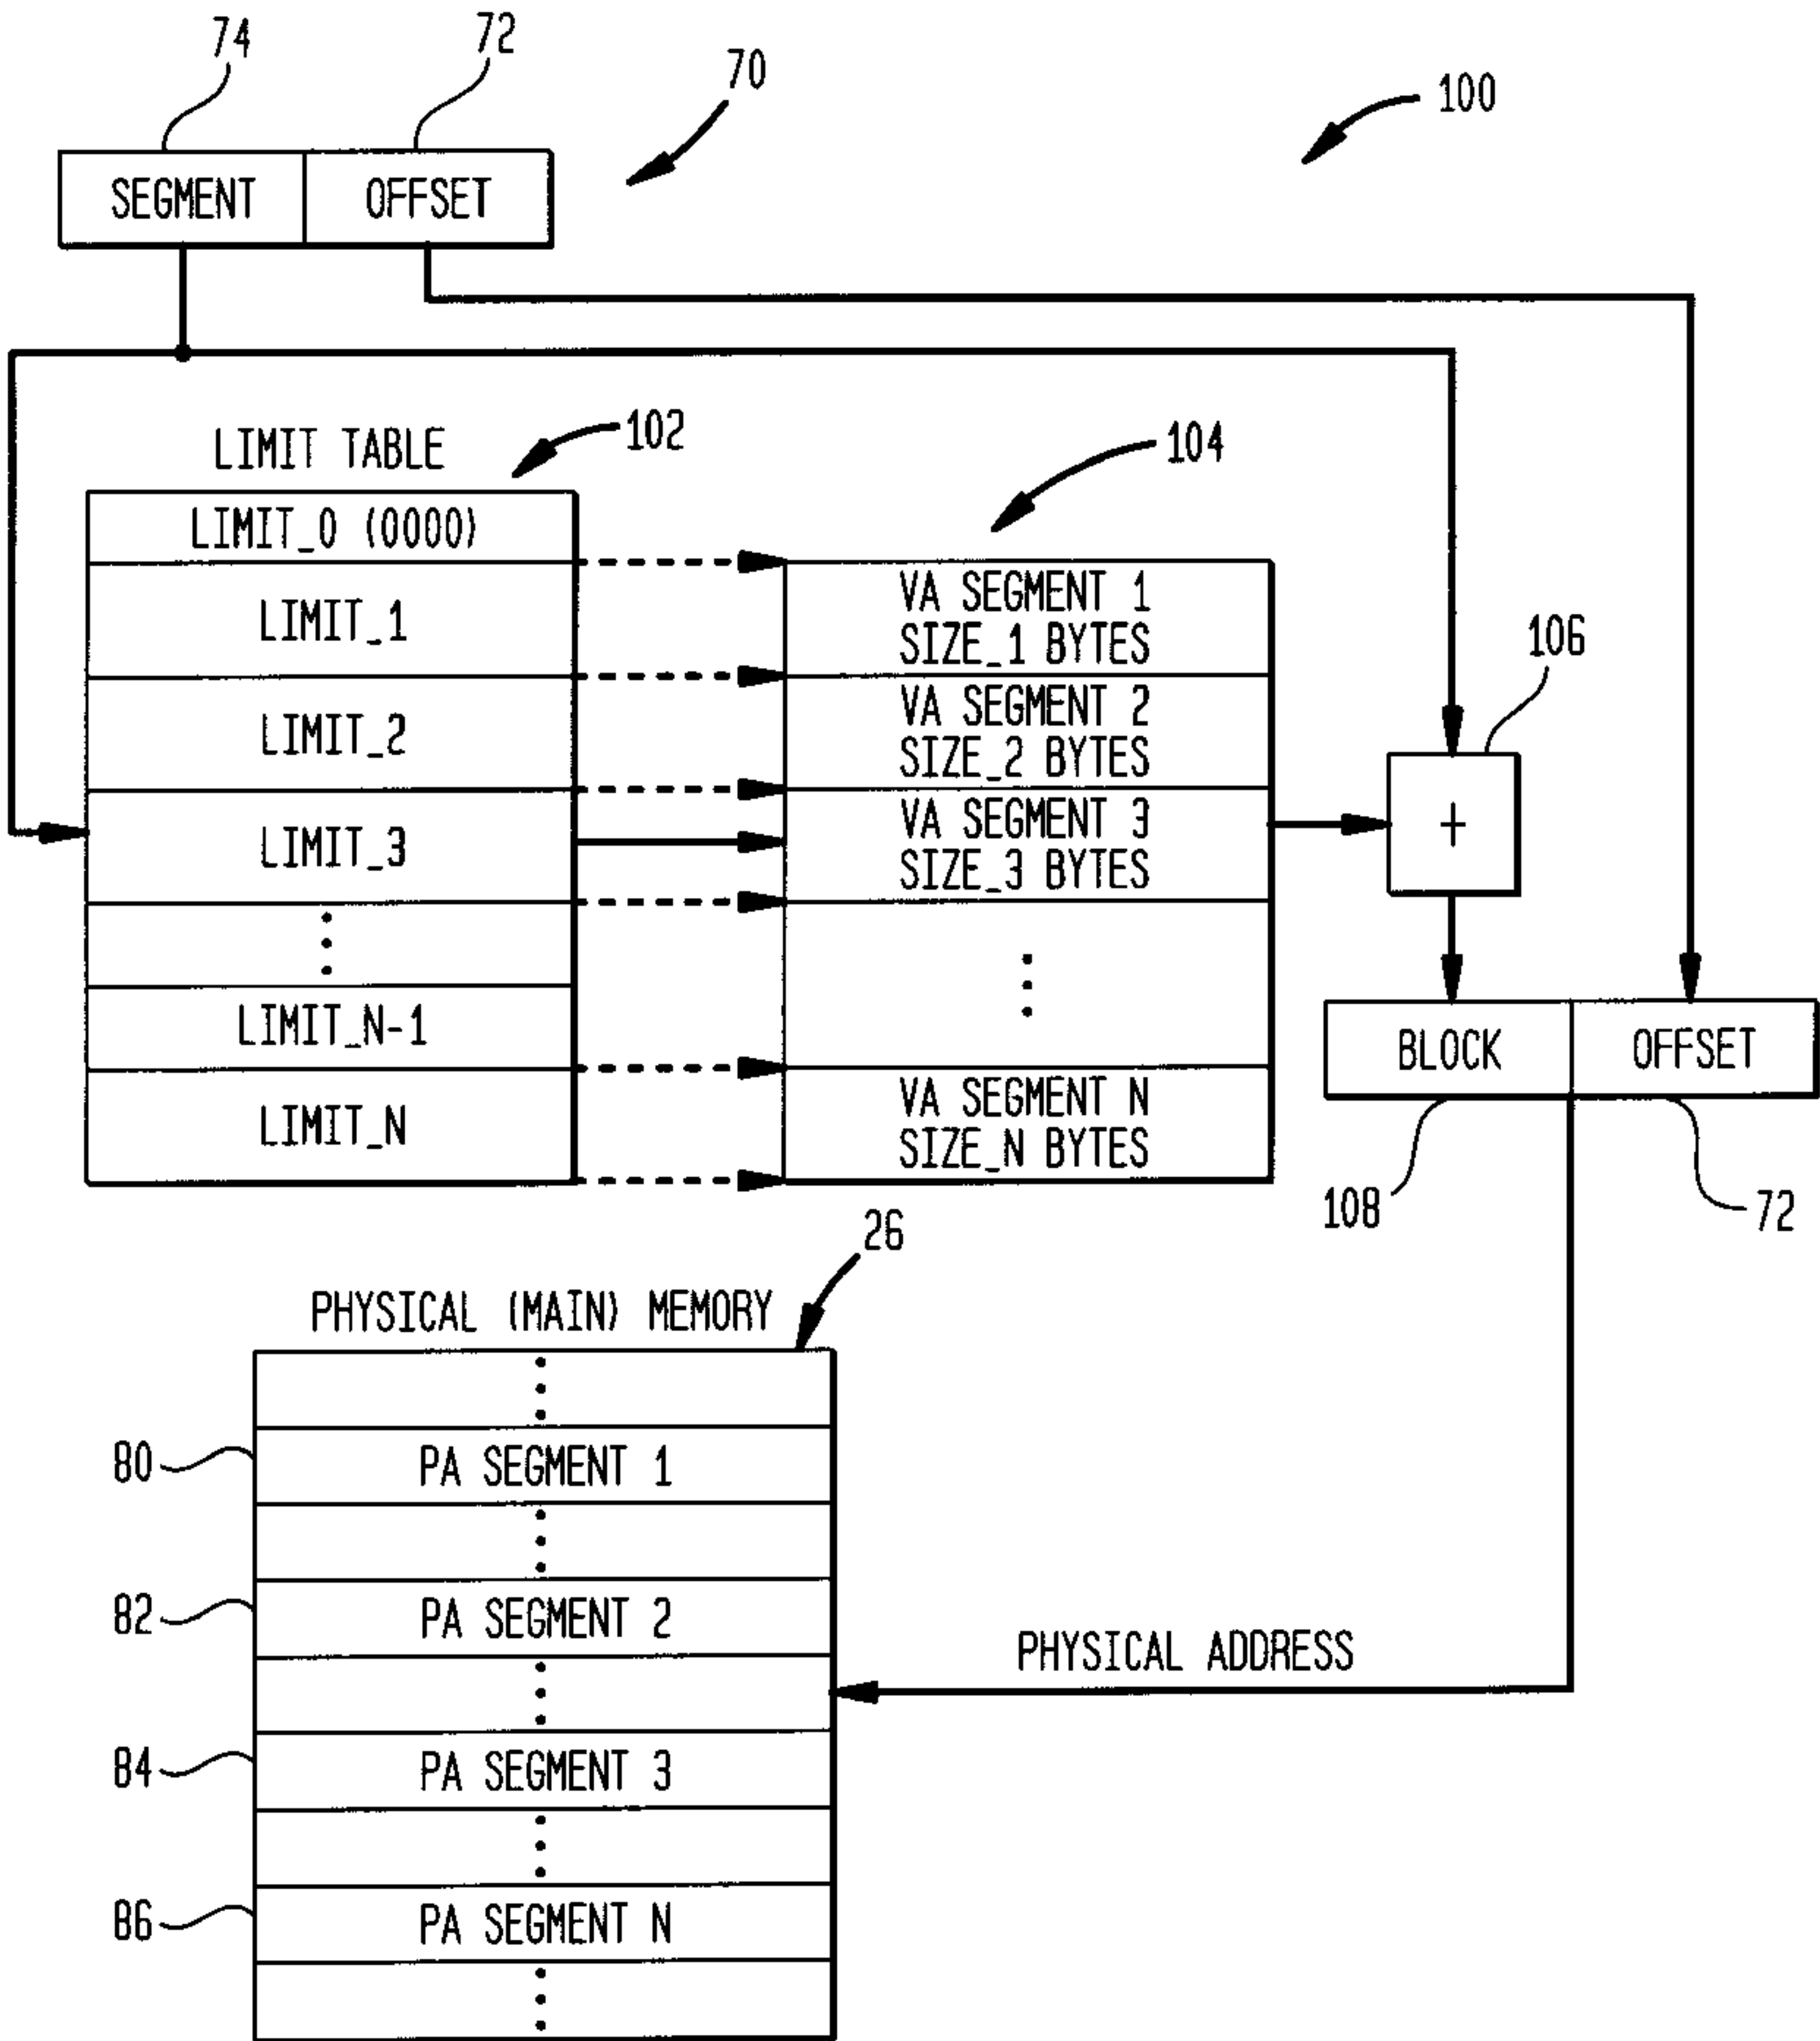 74
72
70
100
SEGMENT
OFFSET
LIMIT TABLE
102
104
LIMIT_0 (0000)
LIMIT_1
LIMIT_2
LIMIT_3
LIMIT_N-1
LIMIT_N
VA SEGMENT 1
SIZE_1 BYTES
VA SEGMENT 2
SIZE_2 BYTES
VA SEGMENT 3
SIZE_3 BYTES
VA SEGMENT N
SIZE_N BYTES
106
+
BLOCK
OFFSET
108
72
26
PHYSICAL (MAIN) MEMORY
80
PA SEGMENT 1
82
PA SEGMENT 2
PHYSICAL ADDRESS
84
PA SEGMENT 3
86
PA SEGMENT N